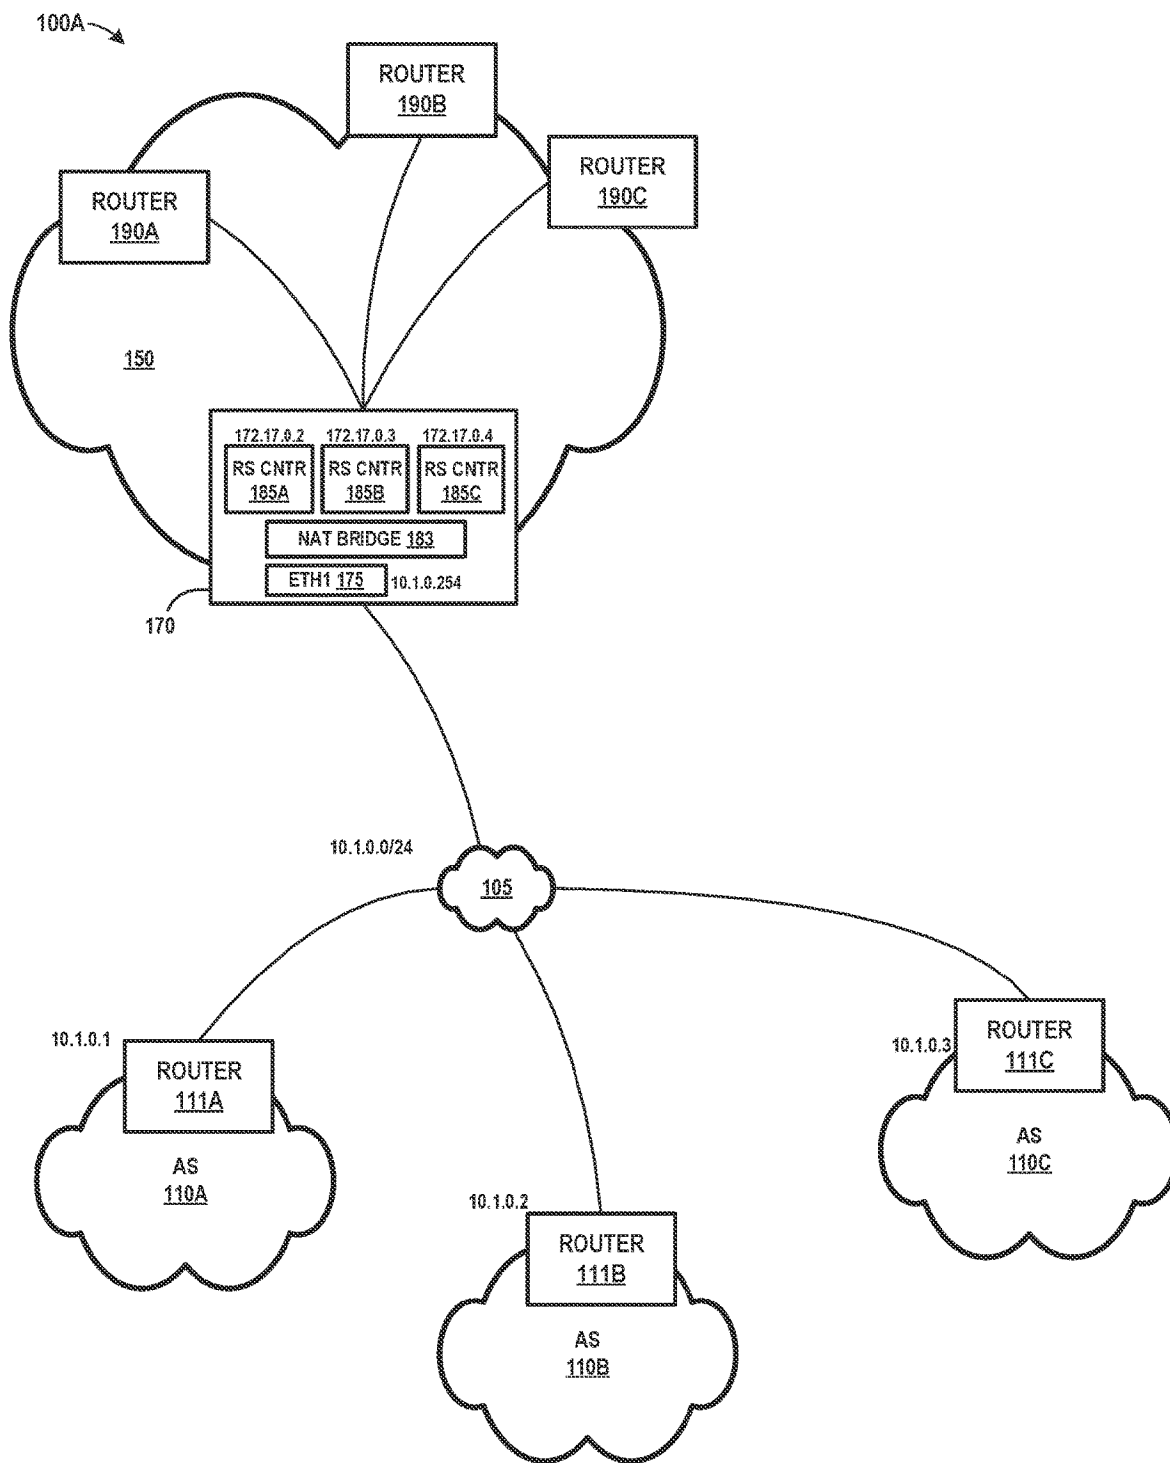 100A
ROUTER
190B
ROUTER
190C
ROUTER
190A
150
172.17.0.2 172.17.0.3 172.17.0.4
RS CNTR RS CNTR RS CNTR
185A 185B 185C
NAT BRIDGE 183
ETH1 175 10.1.0.254
170
10.1.0.0/24
105
10.1.0.1
ROUTER
111A
AS
110A
10.1.0.3
ROUTER
111C
AS
110C
10.1.0.2
ROUTER
111B
AS
110B